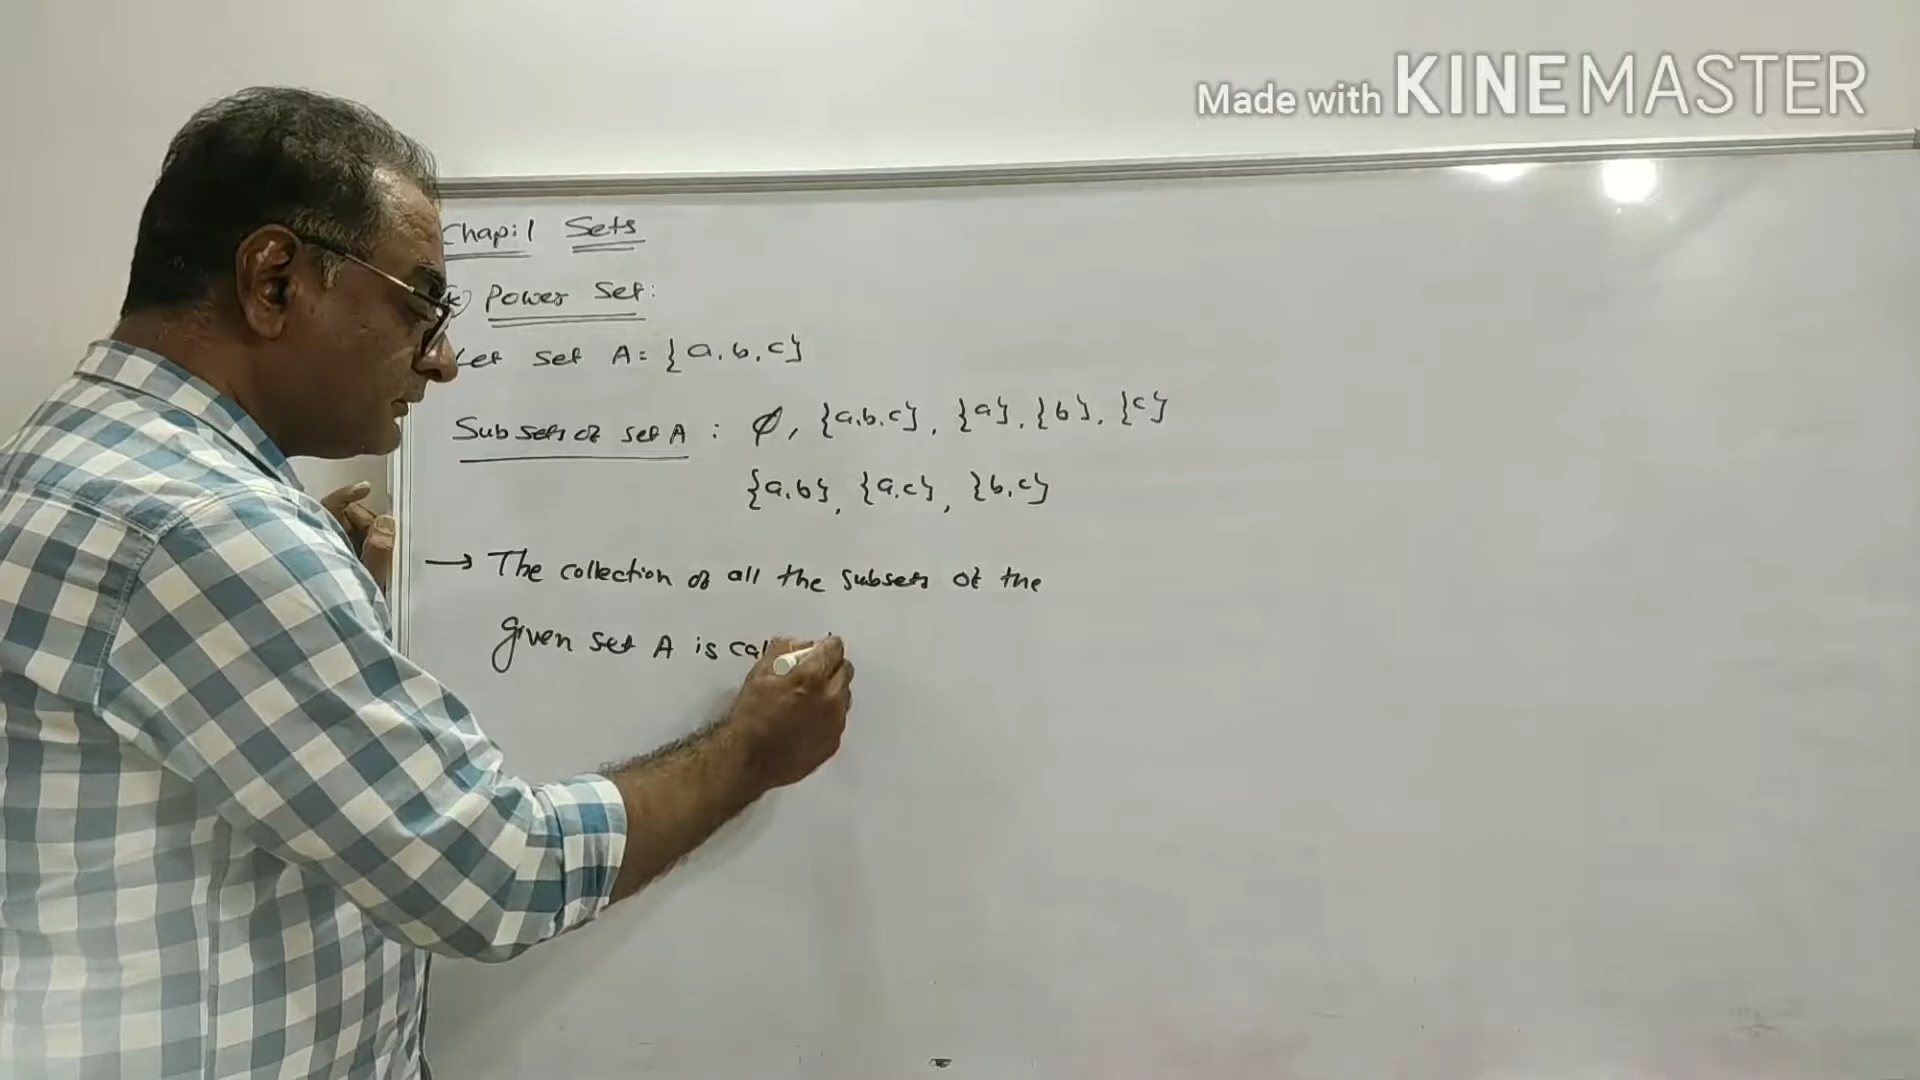 Made with KINEMASTER
Chap:1 Sets
Power Set:
Let set A = {a, b, c}
Subsets of set A : ϕ, {a, b, c}, {a}, {b}, {c}
{a, b}, {a, c}, {b, c}
→ The collection of all the subsets of the
given set A is